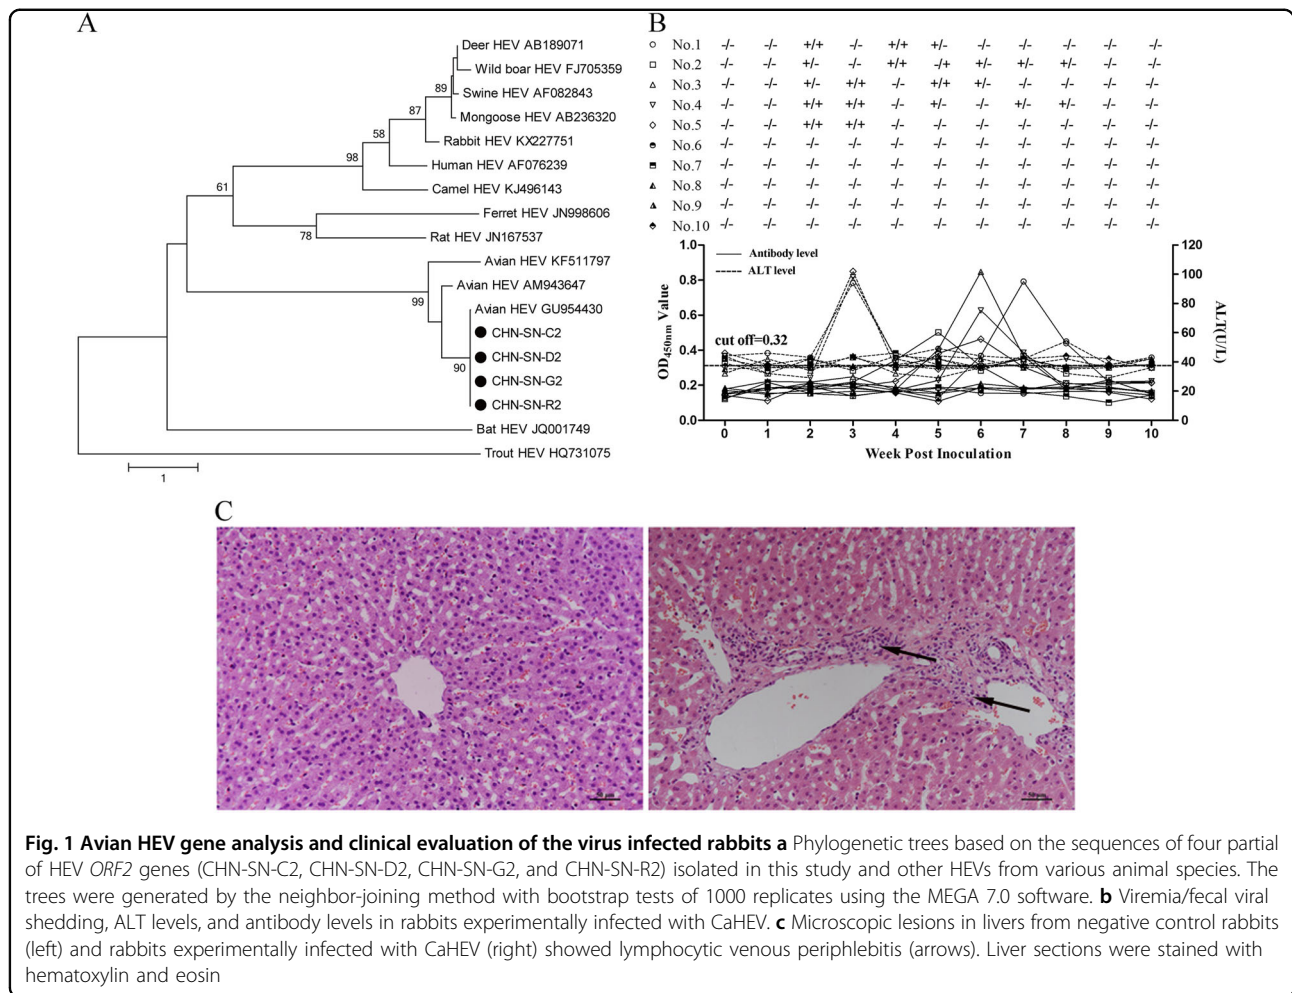 A
Deer HEV AB189071
Wild boar HEV FJ705359
Swine HEV AF082843
Mongoose HEV AB236320
Rabbit HEV KX227751
Human HEV AF076239
Camel HEV KJ496143
Ferret HEV JN998606
Rat HEV JN167537
Avian HEV KF511797
Avian HEV AM943647
Avian HEV GU954430
CHN-SN-C2
CHN-SN-D2
CHN-SN-G2
CHN-SN-R2
Bat HEV JQ001749
Trout HEV HQ731075
89
87
58
98
61
78
99
90
1
B
No.1 -/- -/- +/+ -/- +/+ +/- -/- -/- -/- -/- -/-
No.2 -/- -/- +/- -/- +/+ -/+ +/- +/- +/- -/- -/-
No.3 -/- -/- +/- +/+ -/- +/+ +/- -/- -/- -/- -/-
No.4 -/- -/- +/+ +/+ -/- +/- -/- +/- +/- -/- -/-
No.5 -/- -/- +/+ +/+ -/- -/- -/- -/- -/- -/- -/-
No.6 -/- -/- -/- -/- -/- -/- -/- -/- -/- -/- -/-
No.7 -/- -/- -/- -/- -/- -/- -/- -/- -/- -/- -/-
No.8 -/- -/- -/- -/- -/- -/- -/- -/- -/- -/- -/-
No.9 -/- -/- -/- -/- -/- -/- -/- -/- -/- -/- -/-
No.10 -/- -/- -/- -/- -/- -/- -/- -/- -/- -/- -/-
Antibody level
ALT level
cut off=0.32
OD450nm Value
1.0
0.8
0.6
0.4
0.2
0.0
ALT(U/L)
120
100
80
60
40
20
0
0 1 2 3 4 5 6 7 8 9 10
Week Post Inoculation
C
50 μm
Fig. 1 Avian HEV gene analysis and clinical evaluation of the virus infected rabbits a Phylogenetic trees based on the sequences of four partial
of HEV ORF2 genes (CHN-SN-C2, CHN-SN-D2, CHN-SN-G2, and CHN-SN-R2) isolated in this study and other HEVs from various animal species. The
trees were generated by the neighbor-joining method with bootstrap tests of 1000 replicates using the MEGA 7.0 software. b Viremia/fecal viral
shedding, ALT levels, and antibody levels in rabbits experimentally infected with CaHEV. c Microscopic lesions in livers from negative control rabbits
(left) and rabbits experimentally infected with CaHEV (right) showed lymphocytic venous periphlebitis (arrows). Liver sections were stained with
hematoxylin and eosin